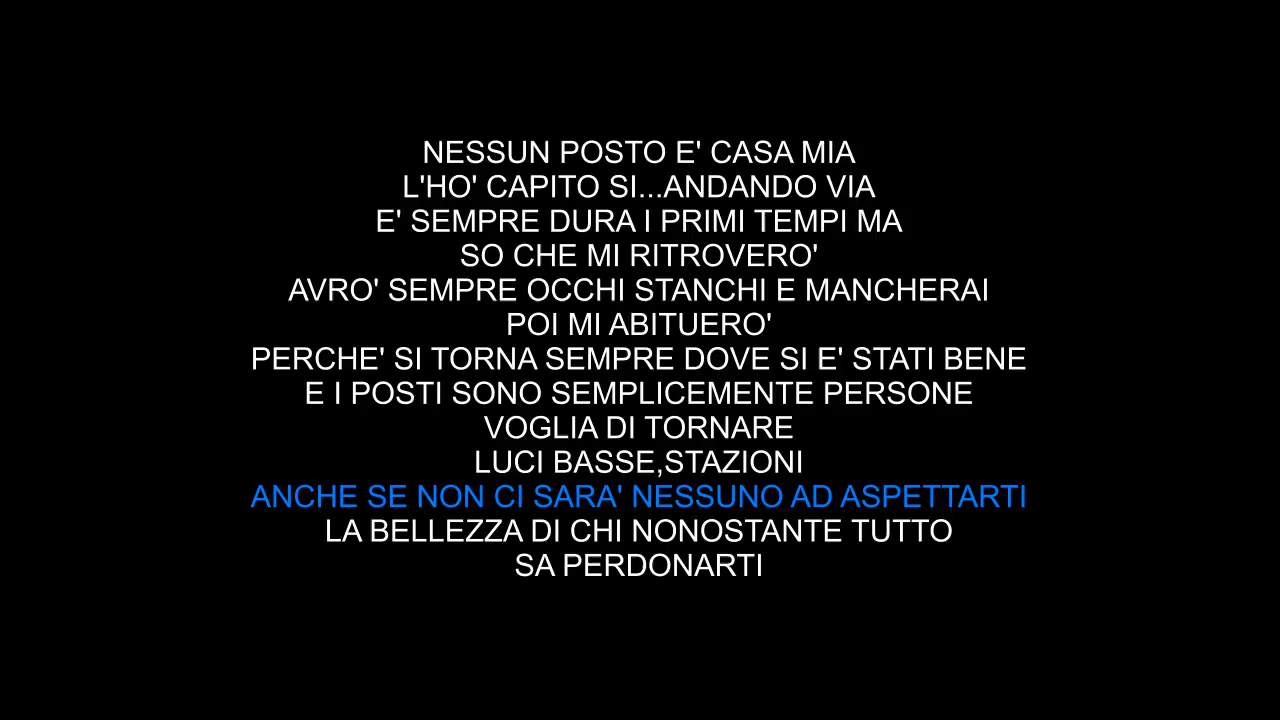 NESSUN POSTO E' CASA MIA
L'HO' CAPITO SI...ANDANDO VIA
E' SEMPRE DURA I PRIMI TEMPI MA
SO CHE MI RITROVERO'
AVRO' SEMPRE OCCHI STANCHI E MANCHERAI
POI MI ABITUERO'
PERCHE' SI TORNA SEMPRE DOVE SI E' STATI BENE
E I POSTI SONO SEMPLICEMENTE PERSONE
VOGLIA DI TORNARE
LUCI BASSE,STAZIONI
ANCHE SE NON CI SARA' NESSUNO AD ASPETTARTI
LA BELLEZZA DI CHI NONOSTANTE TUTTO
SA PERDONARTI